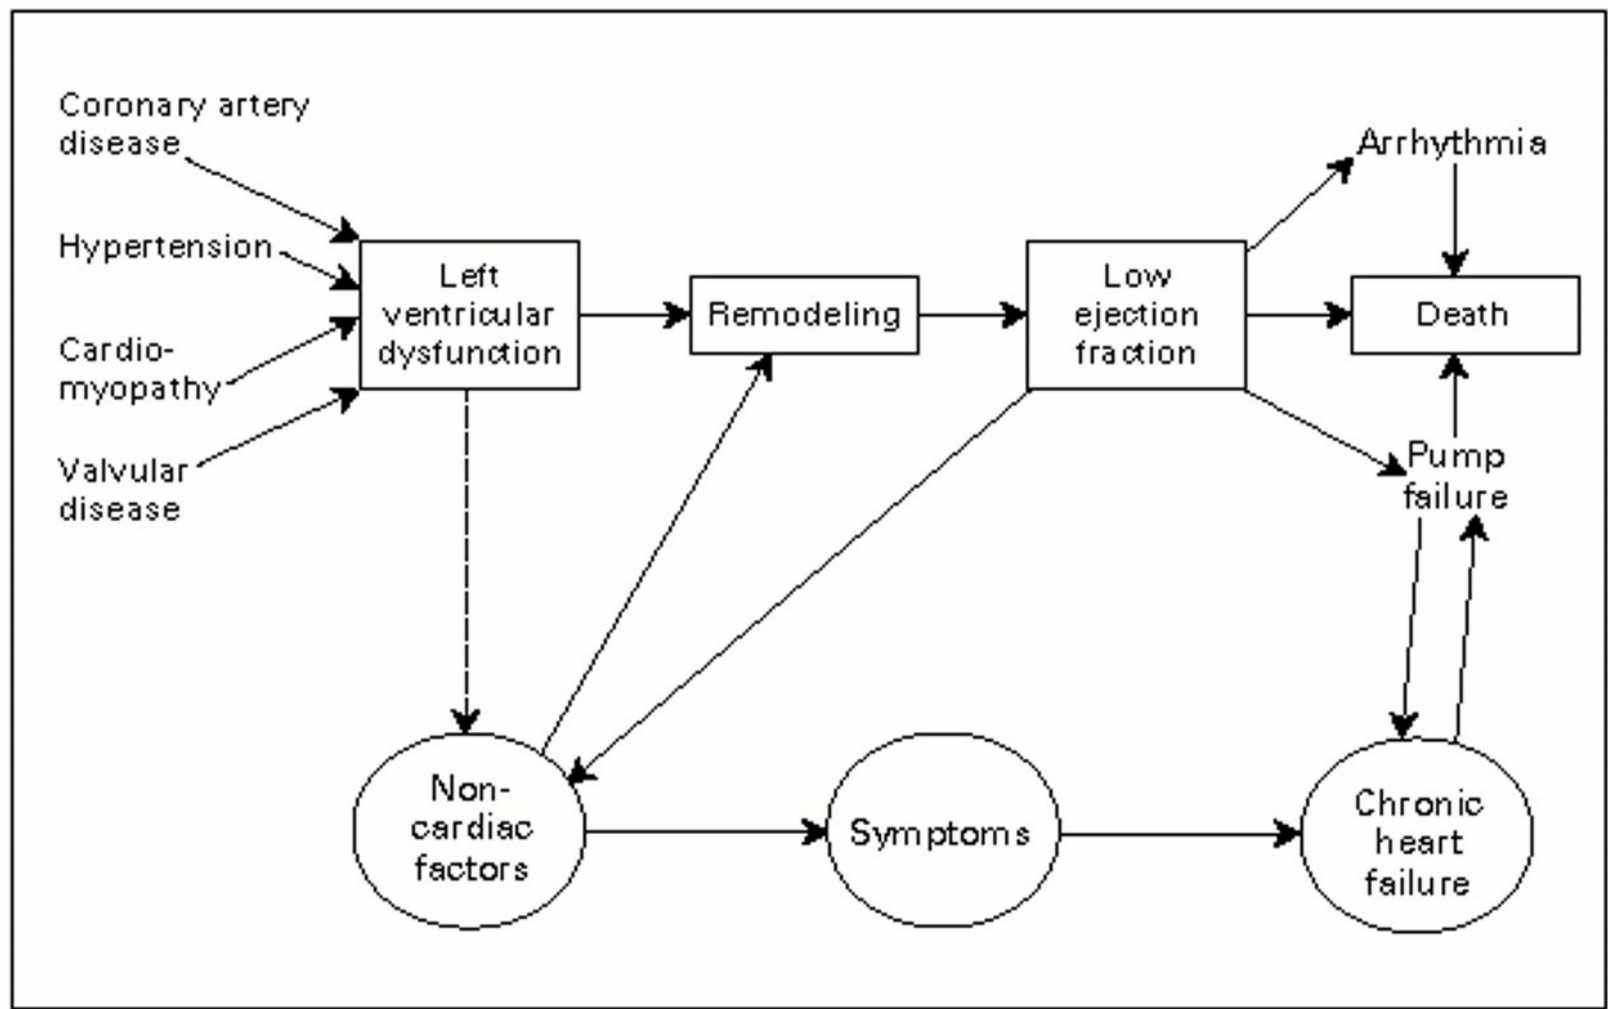 Coronary artery
disease
Hypertension
Cardio-
myopathy
Valvular
disease
Left
ventricular
dysfunction
Remodeling
Low
ejection
fraction
Arrhythmia
Death
Pump
failure
Non-
cardiac
factors
Symptoms
Chronic
heart
failure